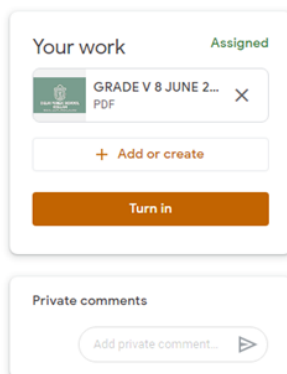 Your work
Assigned
GRADE V 8 JUNE 2...
PDF
+ Add or create
Turn in
Private comments
Add private comment...